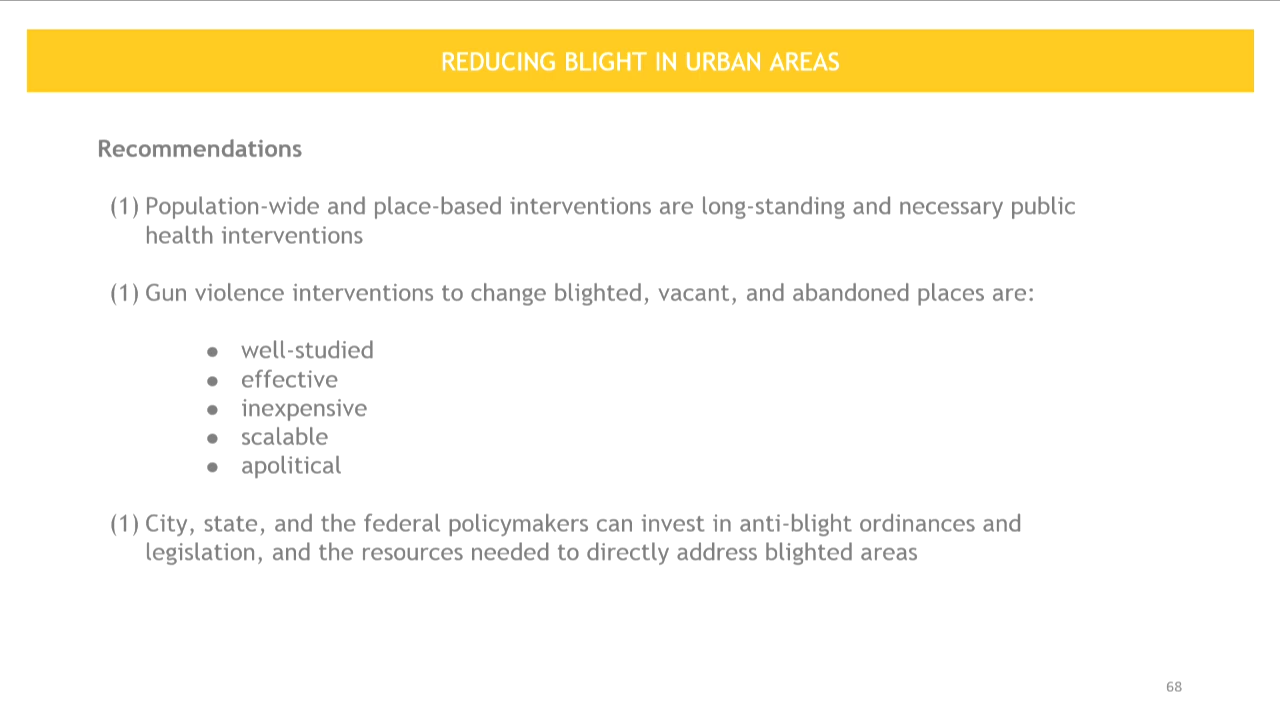 REDUCING BLIGHT IN URBAN AREAS
Recommendations
(1) Population-wide and place-based interventions are long-standing and necessary public
health interventions
(1) Gun violence interventions to change blighted, vacant, and abandoned places are:
● well-studied
● effective
● inexpensive
● scalable
● apolitical
(1) City, state, and the federal policymakers can invest in anti-blight ordinances and
legislation, and the resources needed to directly address blighted areas
68